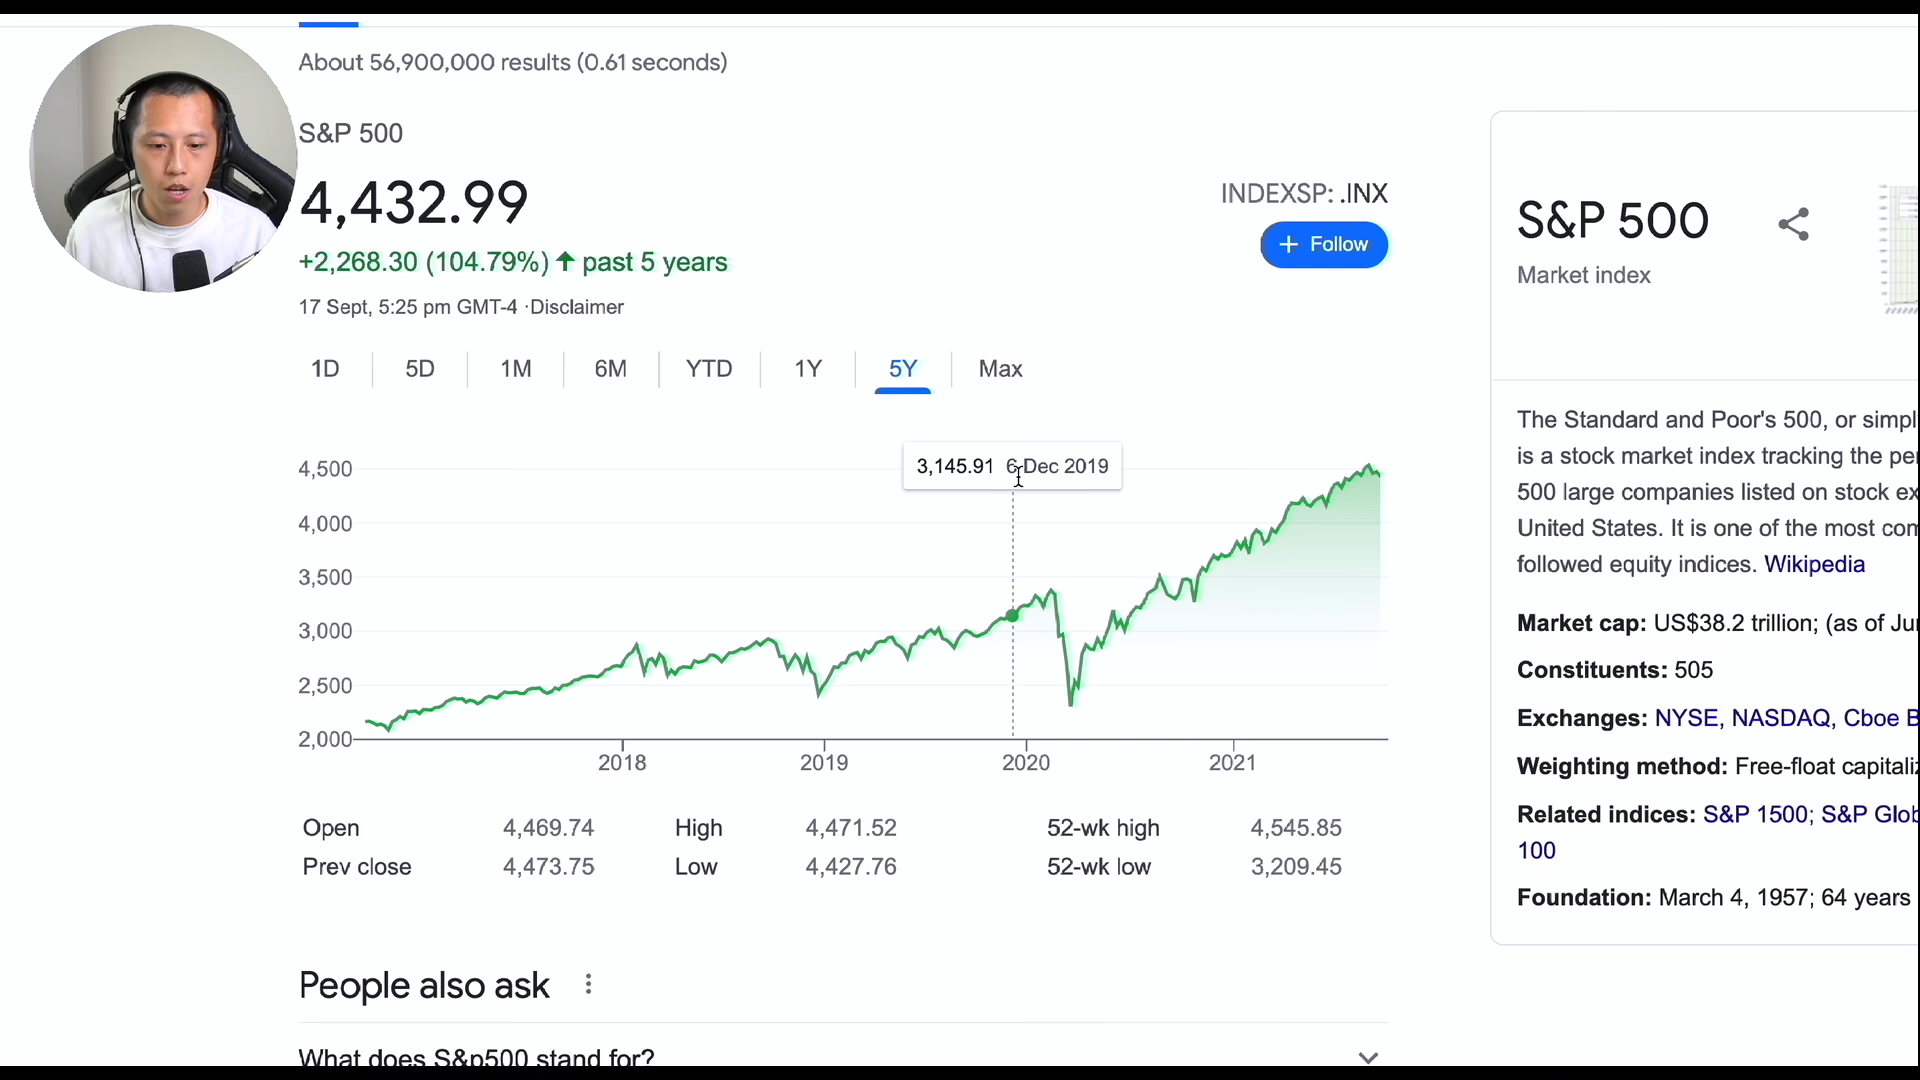 About 56,900,000 results (0.61 seconds)
S&P 500
4,432.99
+2,268.30 (104.79%) ↑ past 5 years
17 Sept, 5:25 pm GMT-4 · Disclaimer
INDEXSP: .INX
+ Follow
1D 5D 1M 6M YTD 1Y 5Y Max
3,145.91 6 Dec 2019
4,500
4,000
3,500
3,000
2,500
2,000
2018 2019 2020 2021
Open 4,469.74 High 4,471.52 52-wk high 4,545.85
Prev close 4,473.75 Low 4,427.76 52-wk low 3,209.45
People also ask
What does S&p500 stand for?
S&P 500
Market index
The Standard and Poor's 500, or simpl
is a stock market index tracking the pe
500 large companies listed on stock ex
United States. It is one of the most com
followed equity indices. Wikipedia
Market cap: US$38.2 trillion; (as of Ju
Constituents: 505
Exchanges: NYSE, NASDAQ, Cboe B
Weighting method: Free-float capitali
Related indices: S&P 1500; S&P Glob
100
Foundation: March 4, 1957; 64 years